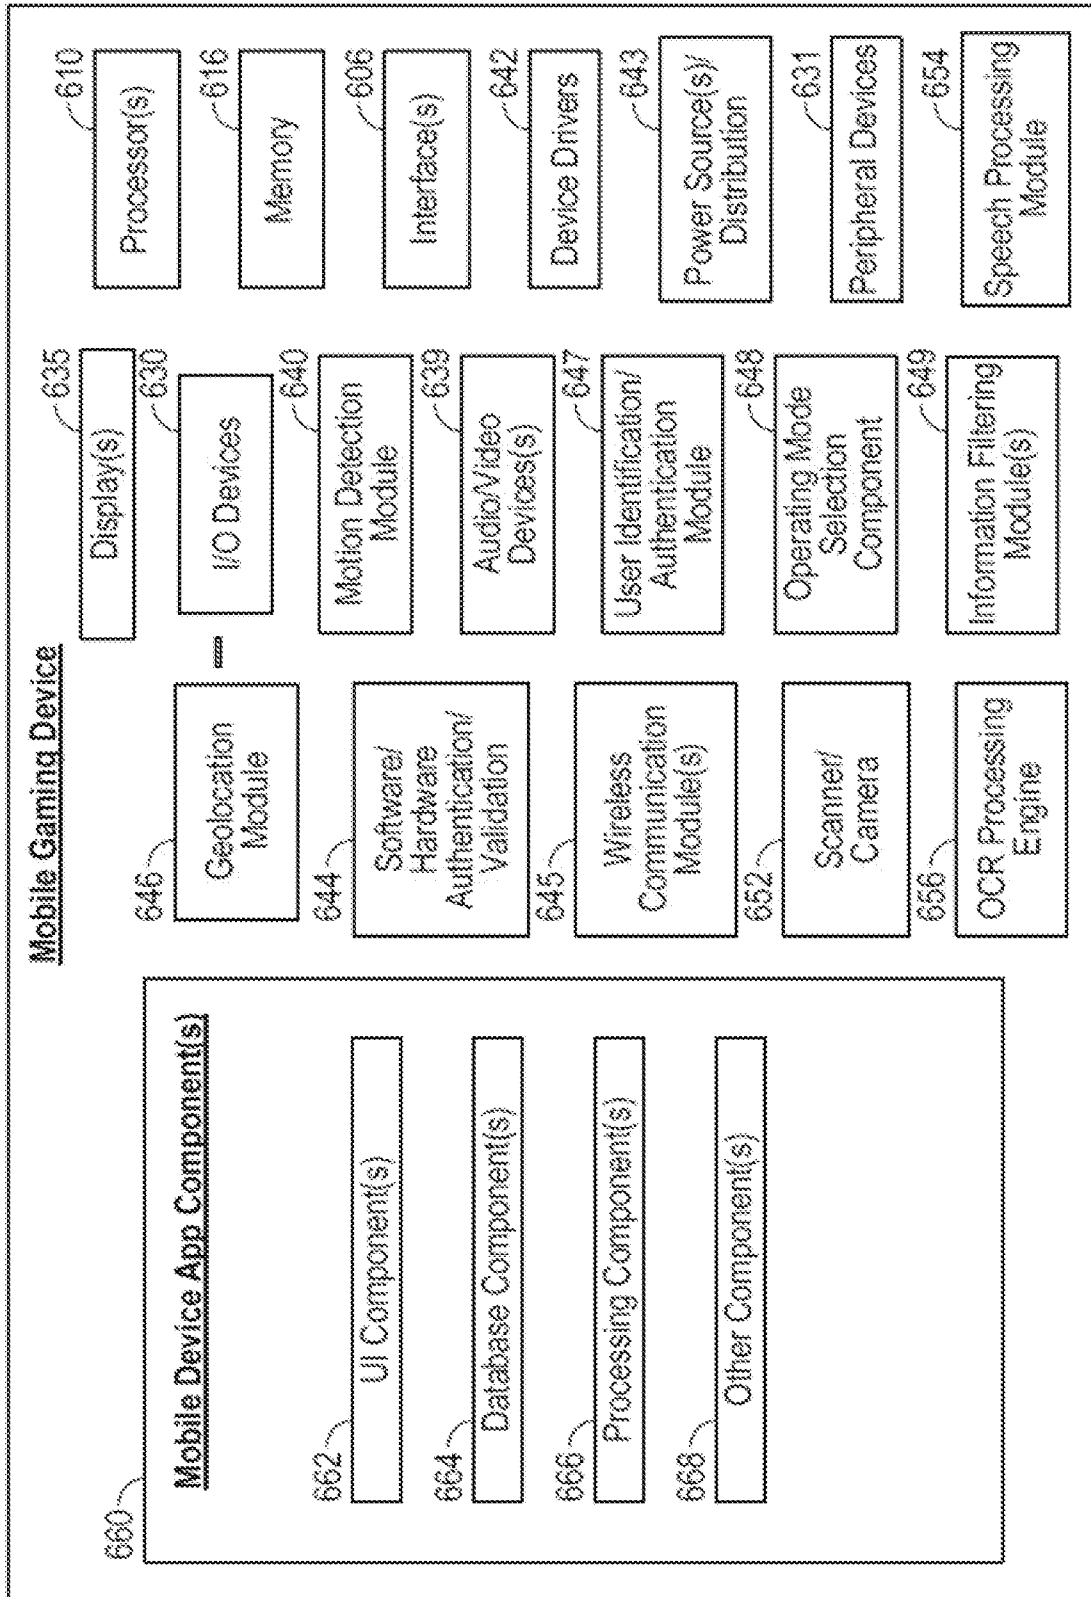 Mobile Gaming Device
660
Mobile Device App Component(s)
662
UI Component(s)
664
Database Component(s)
666
Processing Component(s)
668
Other Component(s)
646
Geolocation
Module
644
Software/
Hardware
Authentication/
Validation
645
Wireless
Communication
Module(s)
652
Scanner/
Camera
656
OCR Processing
Engine
635
Display(s)
630
I/O Devices
640
Motion Detection
Module
639
Audio/Video
Devices(s)
647
User Identification/
Authentication
Module
648
Operating Mode
Selection
Component
649
Information Filtering
Module(s)
610
Processor(s)
616
Memory
606
Interface(s)
642
Device Drivers
643
Power Source(s)/
Distribution
631
Peripheral Devices
654
Speech Processing
Module